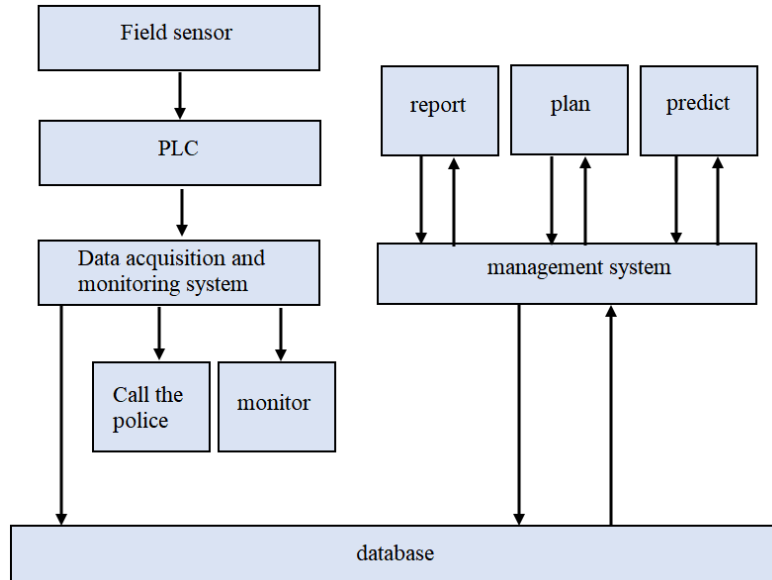 Field sensor
PLC
Data acquisition and
monitoring system
Call the
police
monitor
report
plan
predict
management system
database